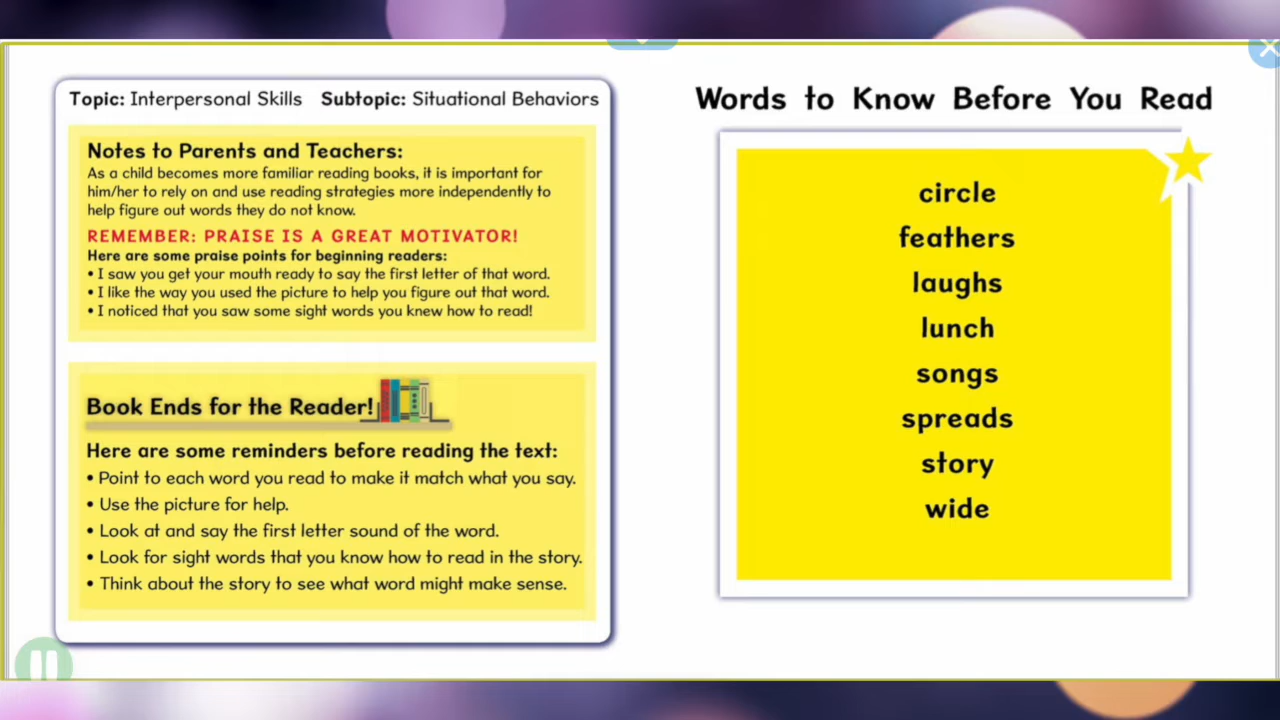 Topic: Interpersonal Skills Subtopic: Situational Behaviors
Notes to Parents and Teachers:
As a child becomes more familiar reading books, it is important for
him/her to rely on and use reading strategies more independently to
help figure out words they do not know.
REMEMBER: PRAISE IS A GREAT MOTIVATOR!
Here are some praise points for beginning readers:
• I saw you get your mouth ready to say the first letter of that word.
• I like the way you used the picture to help you figure out that word.
• I noticed that you saw some sight words you knew how to read!
Book Ends for the Reader!
Here are some reminders before reading the text:
• Point to each word you read to make it match what you say.
• Use the picture for help.
• Look at and say the first letter sound of the word.
• Look for sight words that you know how to read in the story.
• Think about the story to see what word might make sense.
Words to Know Before You Read
circle
feathers
laughs
lunch
songs
spreads
story
wide